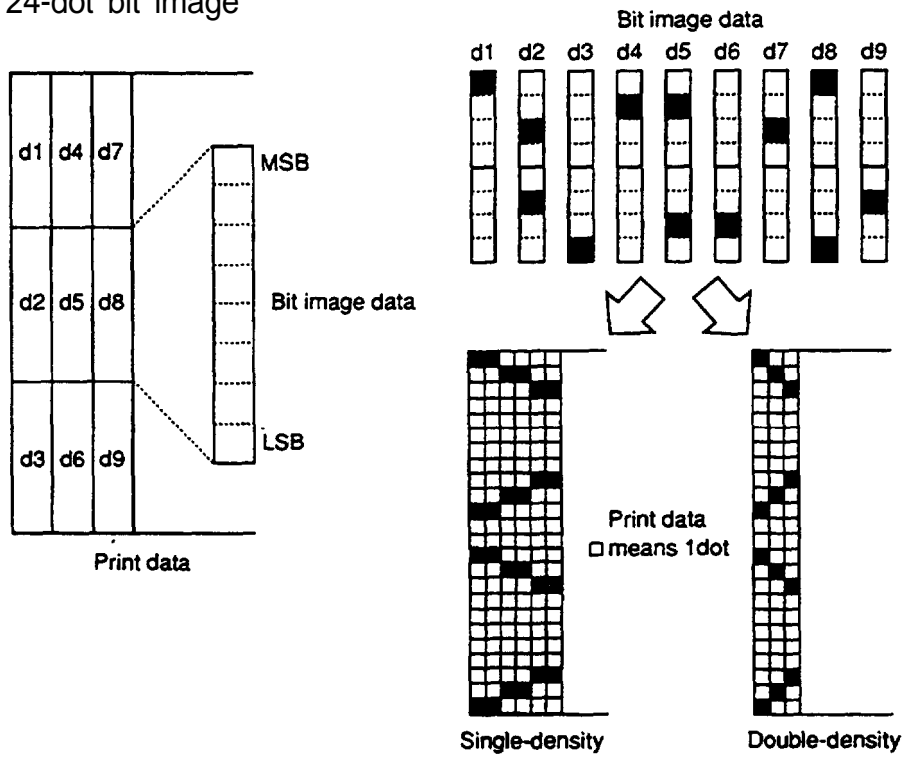 24-dot bit image
Bit image data
d1 d2 d3 d4 d5 d6 d7 d8 d9
d1 d4 d7
MSB
d2 d5 d8
Bit image data
d3 d6 d9
LSB
Print data
Print data
□ means 1dot
Single-density
Double-density